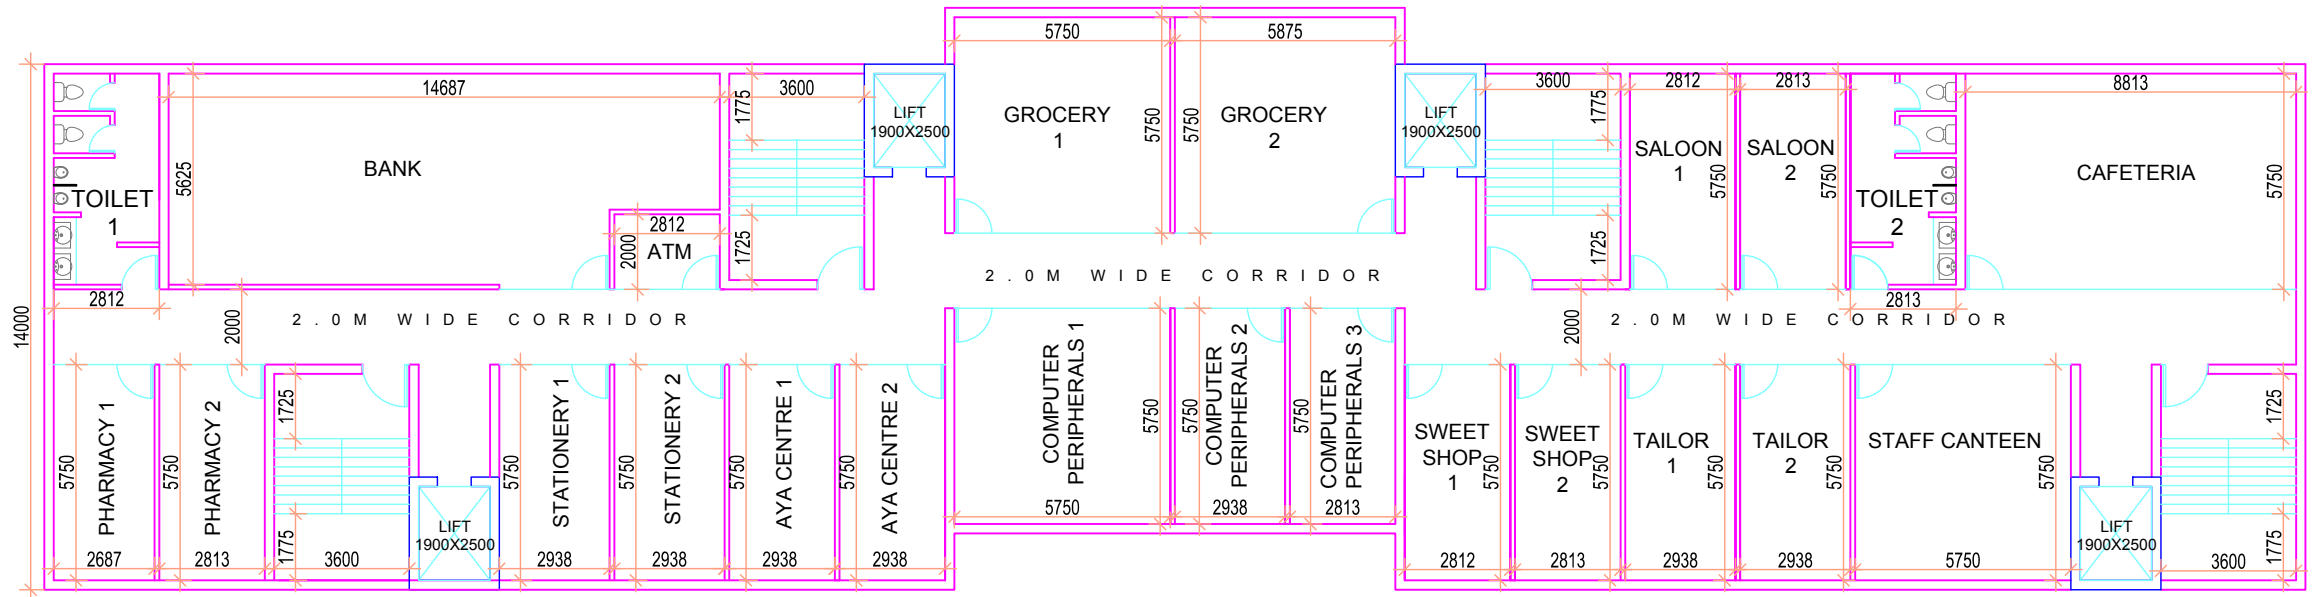 5750
5875
14687
3600
3600
2812
2813
8813
1775
LIFT
1900X2500
GROCERY
1
5750
5750
GROCERY
2
LIFT
1900X2500
1775
SALOON
1
5750
SALOON
2
5750
TOILET
2
CAFETERIA
5750
TOILET
1
5625
BANK
2812
2000
ATM
1725
1725
2812
2813
14000
2000
2.0M WIDE CORRIDOR
2.0M WIDE CORRIDOR
2000
2.0M WIDE CORRIDOR
5750
PHARMACY 1
5750
PHARMACY 2
1725
1775
LIFT
1900X2500
5750
STATIONERY 1
5750
STATIONERY 2
5750
AYA CENTRE 1
5750
AYA CENTRE 2
COMPUTER
PERIPHERALS 1
5750
5750
COMPUTER
PERIPHERALS 2
5750
COMPUTER
PERIPHERALS 3
SWEET
SHOP
1
5750
SWEET
SHOP
2
5750
TAILOR
1
5750
TAILOR
2
5750
STAFF CANTEEN
5750
LIFT
1900X2500
1725
1775
2687
2813
3600
2938
2938
2938
2938
5750
2938
2813
2812
2813
2938
2938
5750
3600